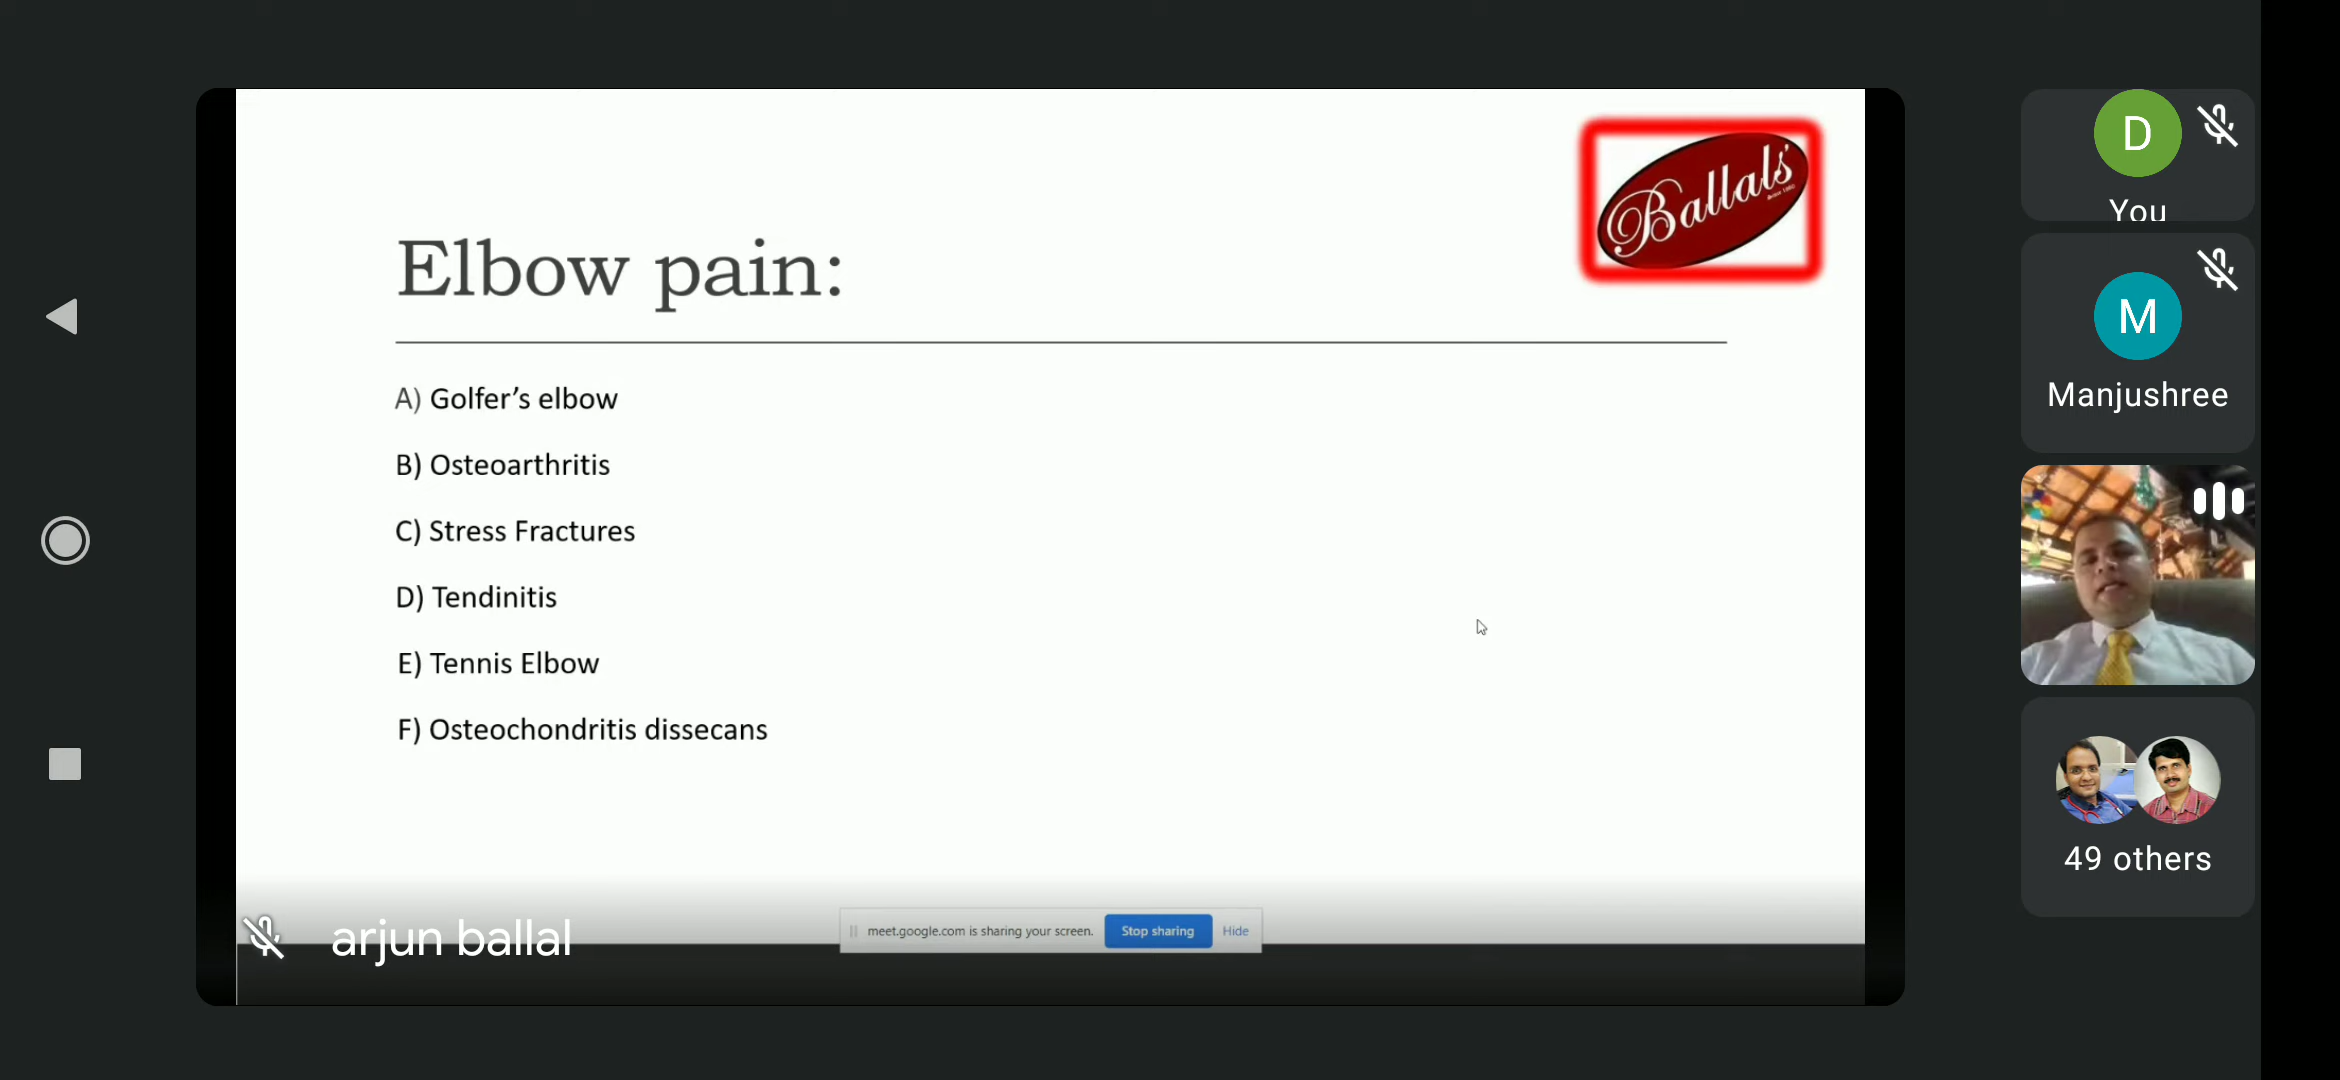 Ballals'
Elbow pain:
A) Golfer's elbow
B) Osteoarthritis
C) Stress Fractures
D) Tendinitis
E) Tennis Elbow
F) Osteochondritis dissecans
arjun ballal
meet.google.com is sharing your screen. Stop sharing Hide
D
You
M
Manjushree
49 others